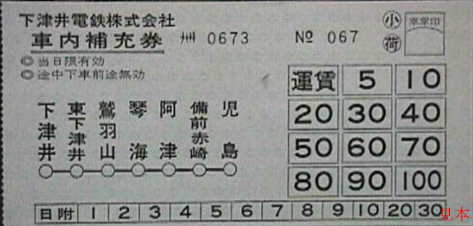 下津井電鉄株式会社
車内補充券 0673 No 067 小荷 車掌印
◎当日限有効
◎途中下車前途無効
下津井 東下津井 鷲羽山 琴海 阿津 備前赤崎 児島
運賃 5 10
20 30 40
50 60 70
80 90 100
日附 1 2 3 4 5 6 7 8 9 10 20 30
見本